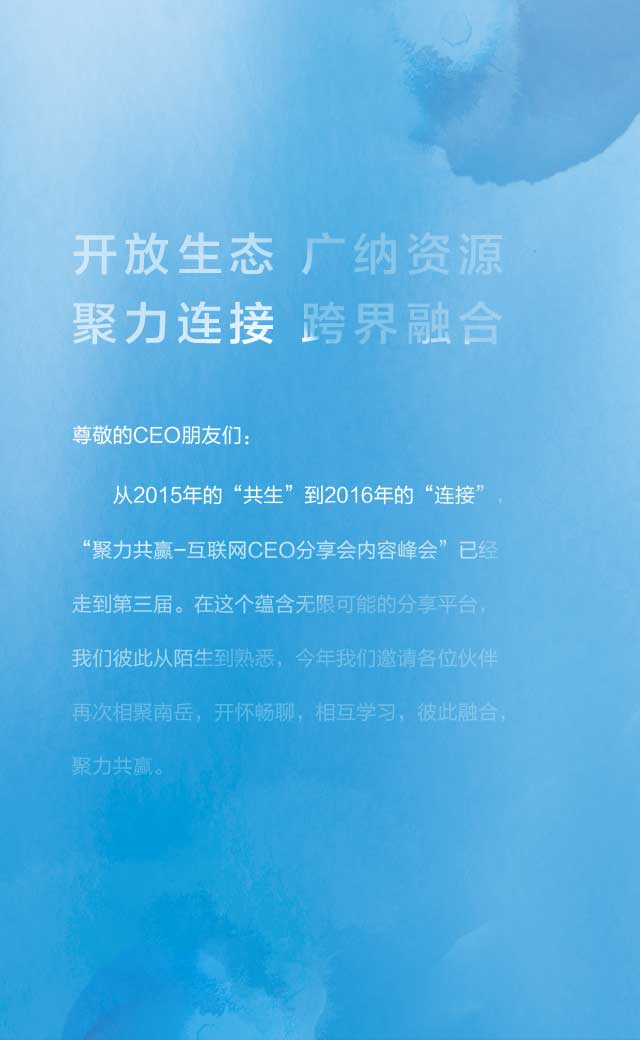 开放生态 广纳资源
聚力连接 跨界融合
尊敬的CEO朋友们：
从2015年的“共生”到2016年的“连接”，
“聚力共赢-互联网CEO分享会内容峰会”已经
走到第三届。在这个蕴含无限可能的分享平台，
我们彼此从陌生到熟悉，今年我们邀请各位伙伴
再次相聚南岳，开怀畅聊，相互学习，彼此融合，
聚力共赢。